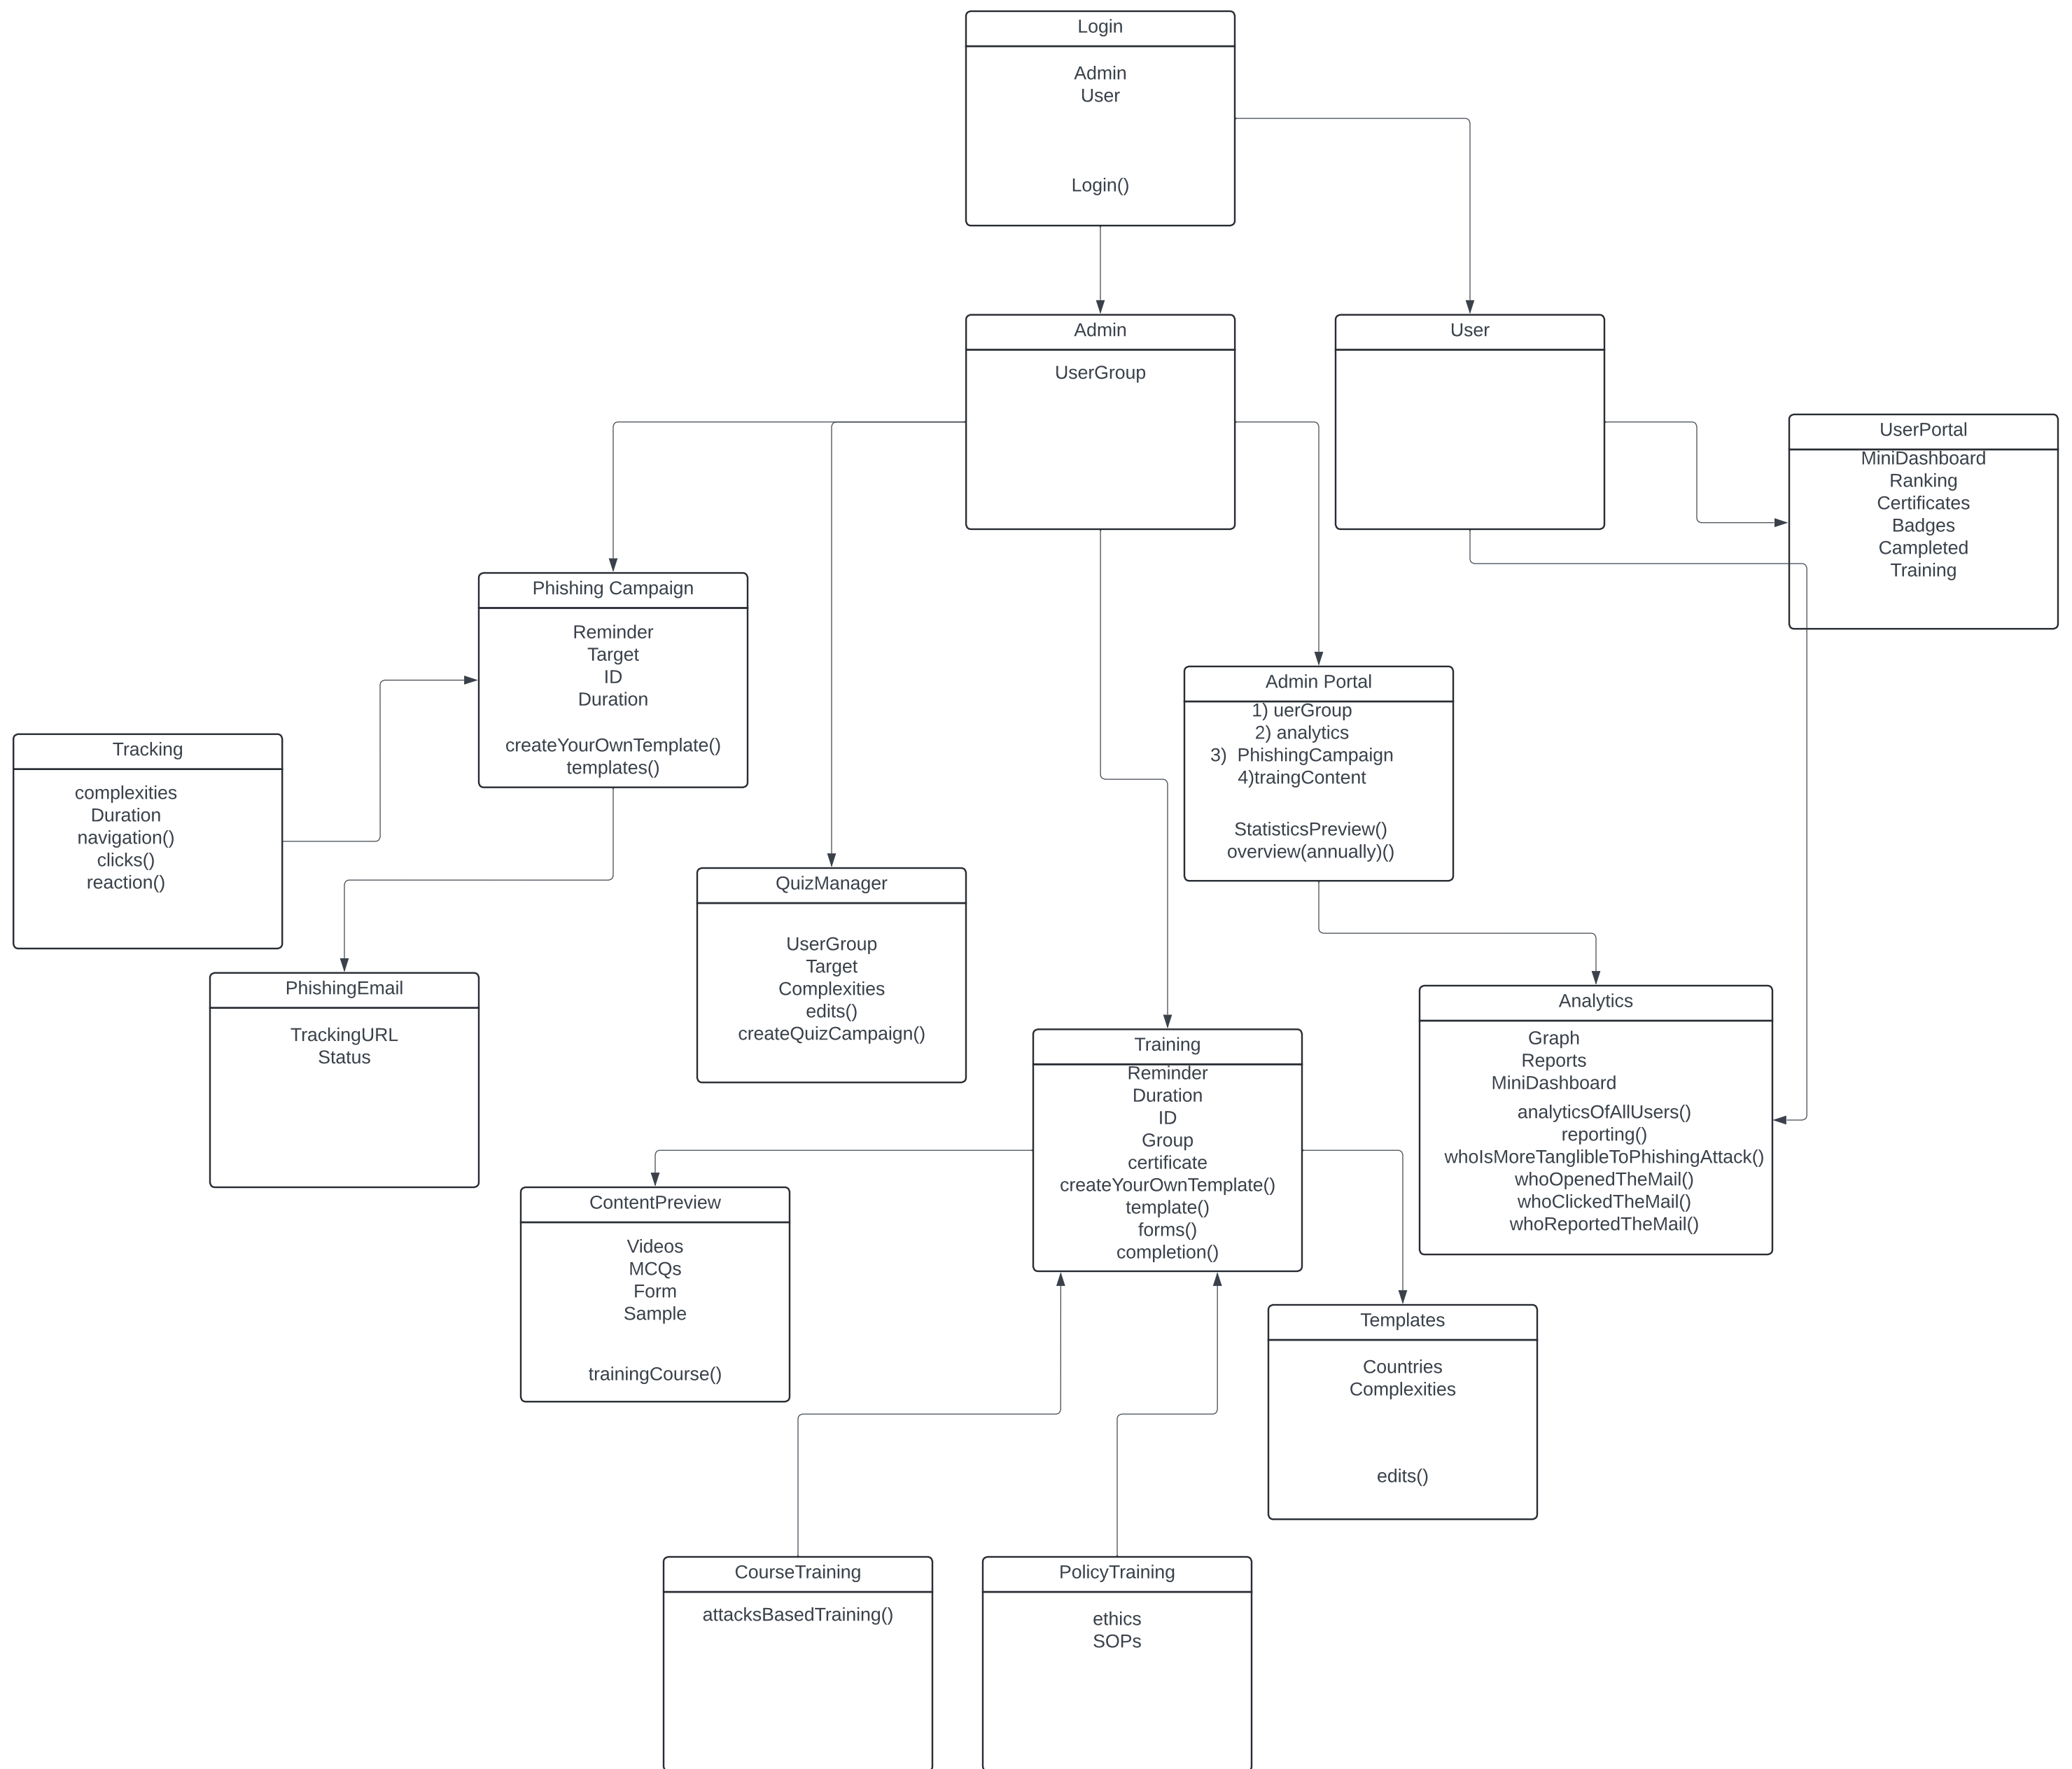 Login
Admin
User
Login()
Admin
UserGroup
User
UserPortal
MiniDashboard
Ranking
Certificates
Badges
Campleted
Training
Phishing Campaign
Reminder
Target
ID
Duration
createYourOwnTemplate()
templates()
Admin Portal
1) uerGroup
2) analytics
3)  PhishingCampaign
4)traingContent
StatisticsPreview()
overview(annually)()
Tracking
complexities
Duration
navigation()
clicks()
reaction()
QuizManager
UserGroup
Target
Complexities
edits()
createQuizCampaign()
PhishingEmail
TrackingURL
Status
Analytics
Graph
Reports
MiniDashboard
analyticsOfAllUsers()
reporting()
whoIsMoreTanglibleToPhishingAttack()
whoOpenedTheMail()
whoClickedTheMail()
whoReportedTheMail()
Training
Reminder
Duration
ID
Group
certificate
createYourOwnTemplate()
template()
forms()
completion()
ContentPreview
Videos
MCQs
Form
Sample
trainingCourse()
Templates
Countries
Complexities
edits()
CourseTraining
attacksBasedTraining()
PolicyTraining
ethics
SOPs